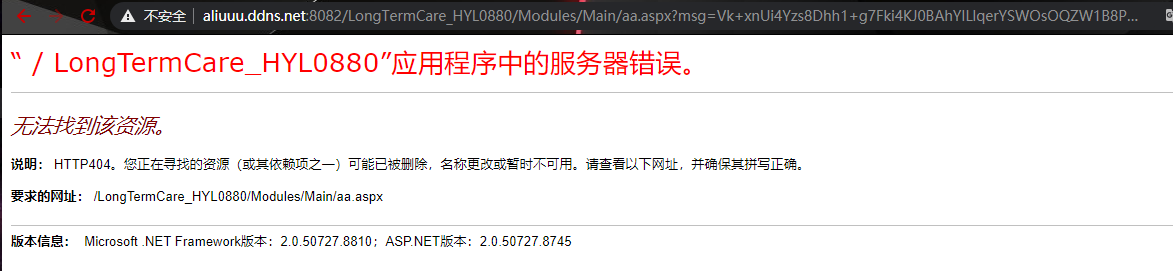 不安全 | aliuuu.ddns.net:8082/LongTermCare_HYL0880/Modules/Main/aa.aspx?msg=Vk+xnUi4Yzs8Dhh1+g7Fki4KJ0BAhYILlqerYSWOsOQZW1B8P...
“ / LongTermCare_HYL0880”应用程序中的服务器错误。
无法找到该资源。
说明： HTTP404。您正在寻找的资源（或其依赖项之一）可能已被删除，名称更改或暂时不可用。请查看以下网址，并确保其拼写正确。
要求的网址： /LongTermCare_HYL0880/Modules/Main/aa.aspx
版本信息： Microsoft .NET Framework版本：2.0.50727.8810；ASP.NET版本：2.0.50727.8745